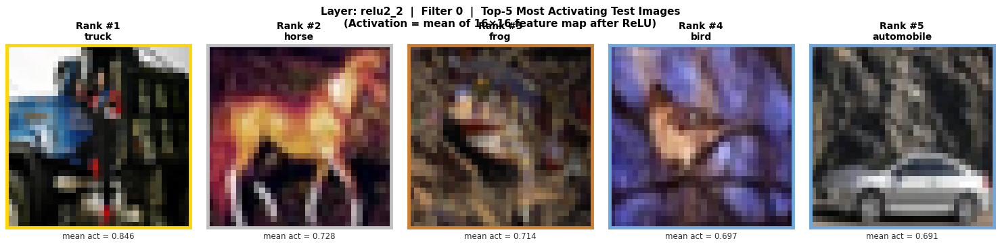 Layer: relu2_2 | Filter 0 | Top-5 Most Activating Test Images
(Activation = mean of 16×16 feature map after ReLU)
Rank #1
truck
Rank #2
horse
Rank #3
frog
Rank #4
bird
Rank #5
automobile
mean act = 0.846
mean act = 0.728
mean act = 0.714
mean act = 0.697
mean act = 0.691